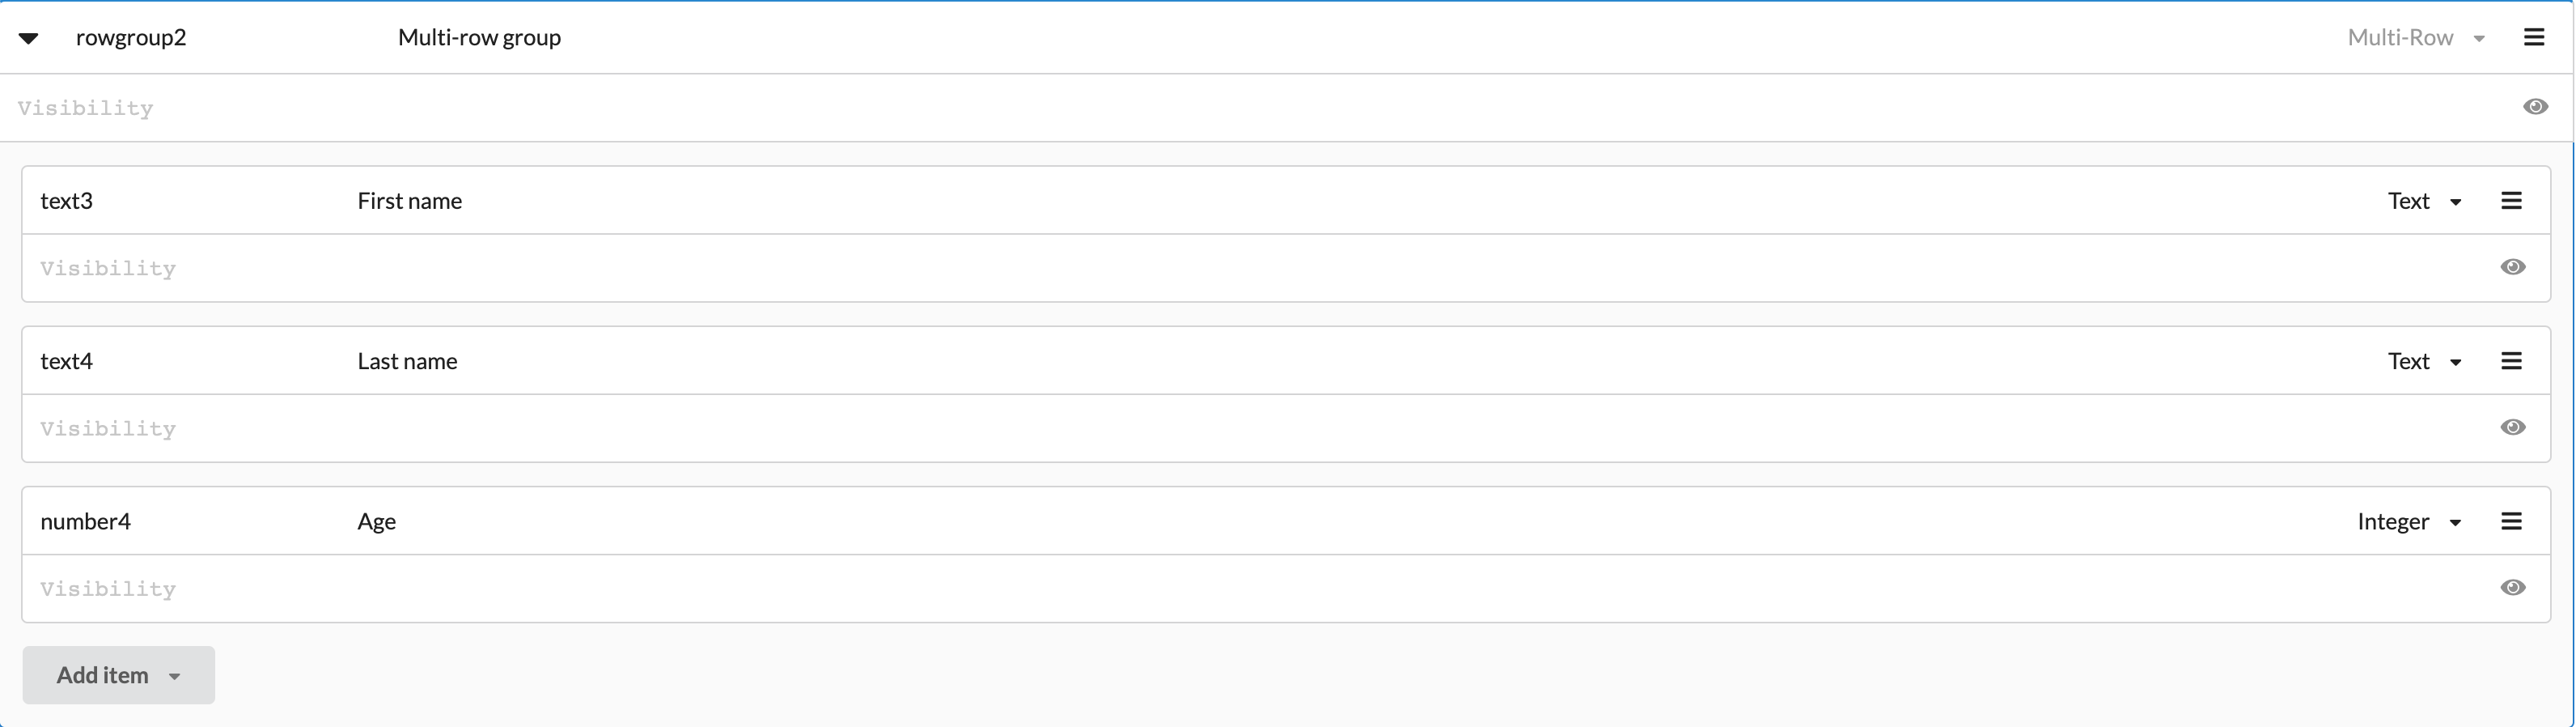 rowgroup2 Multi-row group Multi-Row
Visibility
text3 First name Text
Visibility
text4 Last name Text
Visibility
number4 Age Integer
Visibility
Add item